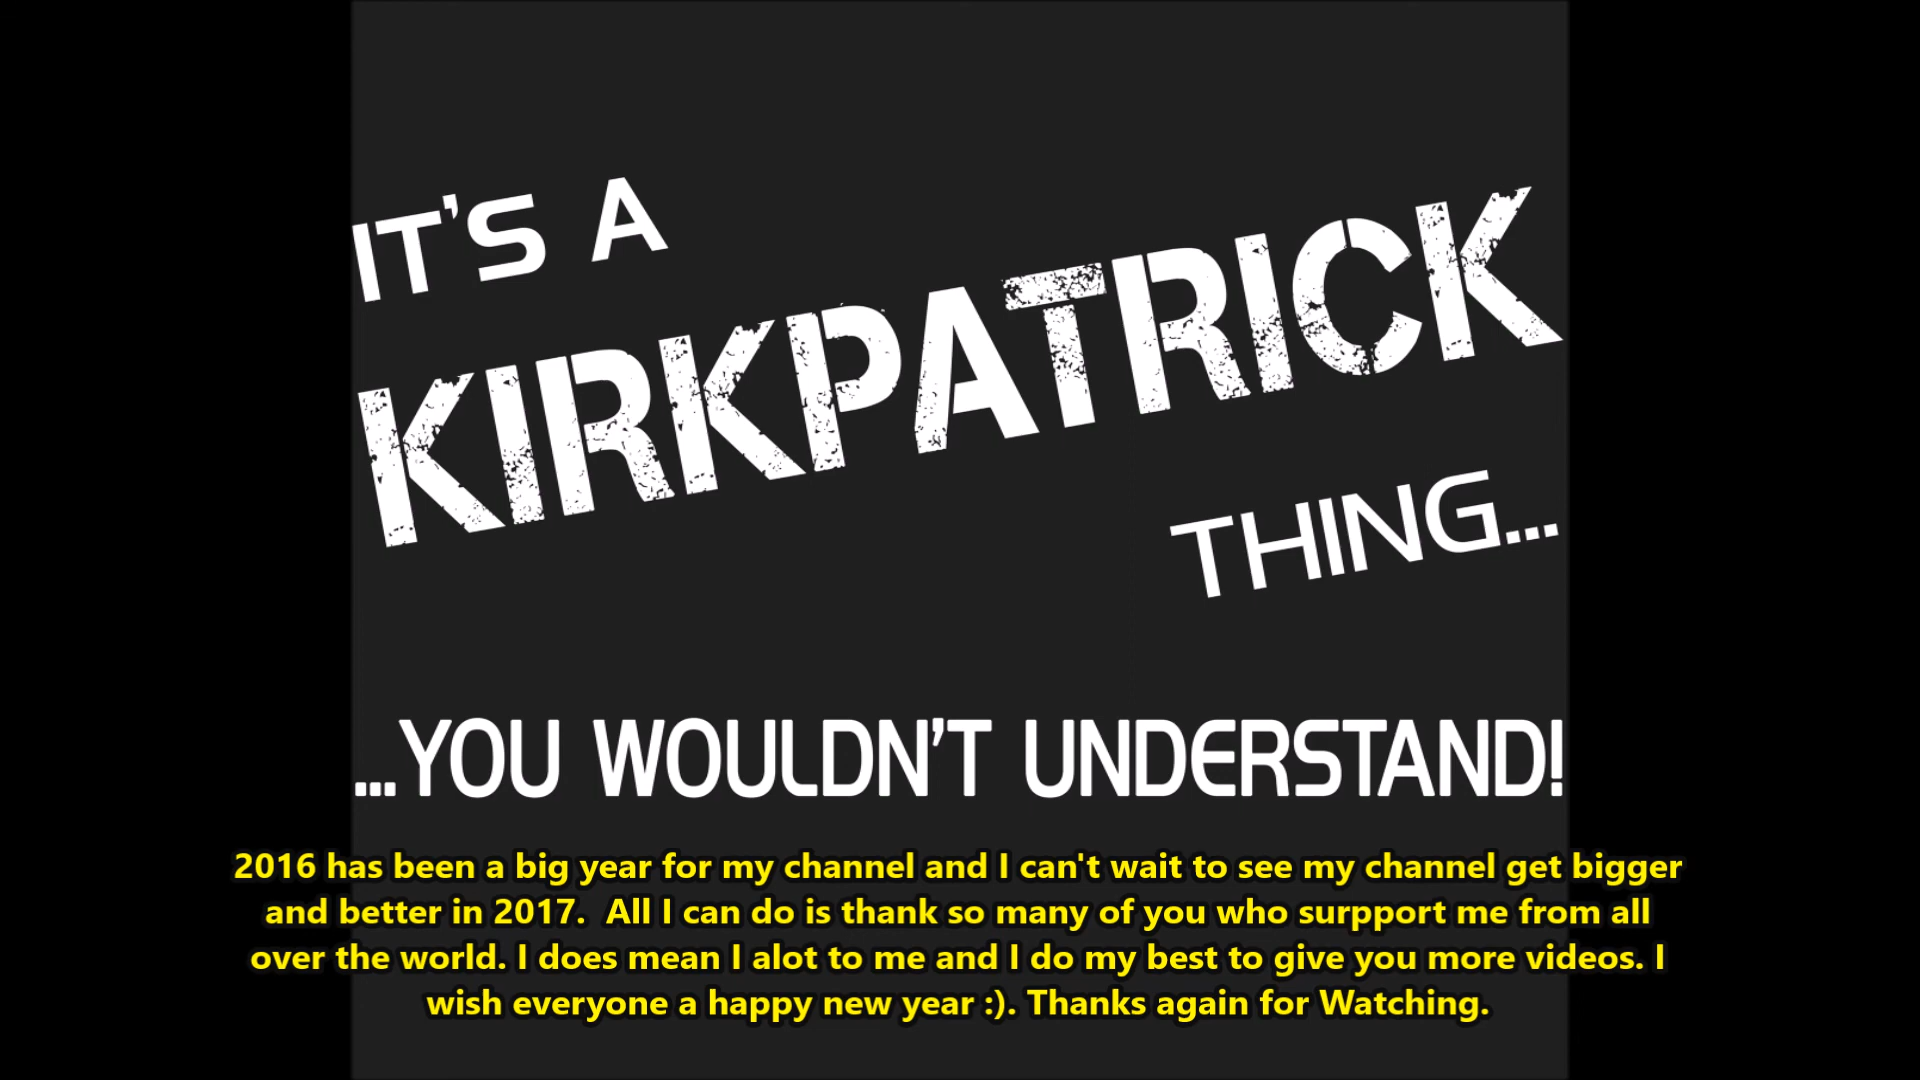 IT'S A
KIRKPATRICK
THING...
...YOU WOULDN'T UNDERSTAND!
2016 has been a big year for my channel and I can't wait to see my channel get bigger
and better in 2017.  All I can do is thank so many of you who surpport me from all
over the world. I does mean I alot to me and I do my best to give you more videos. I
wish everyone a happy new year :). Thanks again for Watching.